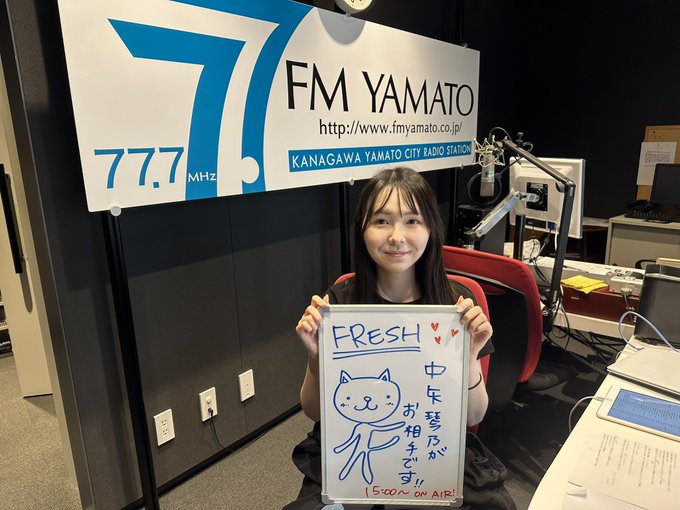 77.7
FM YAMATO
http://www.fmyamato.co.jp/
77.7 MHz
KANAGAWA YAMATO CITY RADIO STATION
FRESH
中矢琴乃が
お相手です!!
15:00〜 ON AIR!